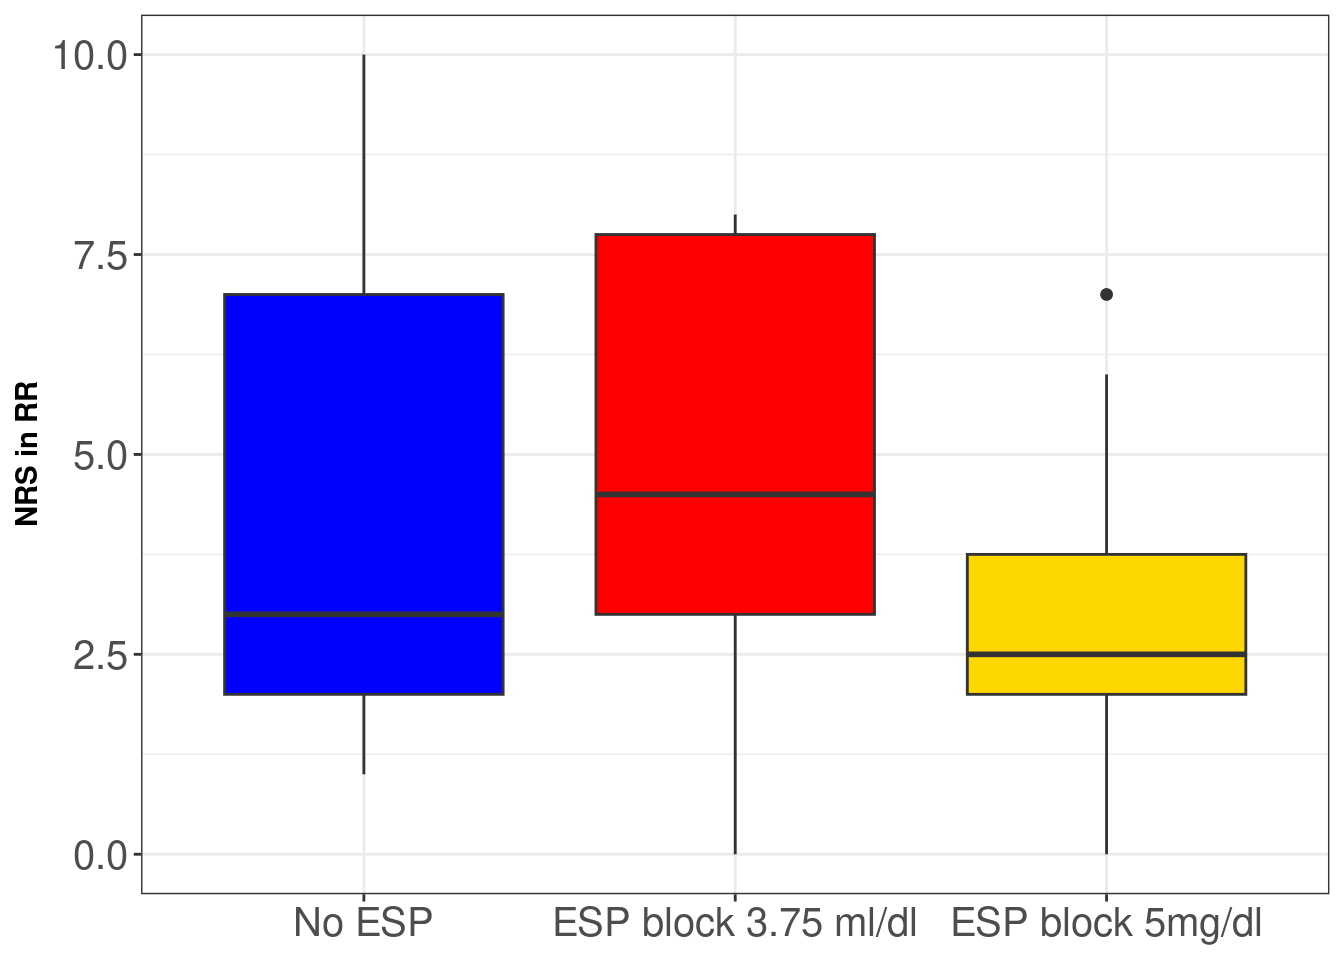 10.0
7.5
5.0
2.5
0.0
NRS in RR
No ESP
ESP block 3.75 ml/dl
ESP block 5mg/dl